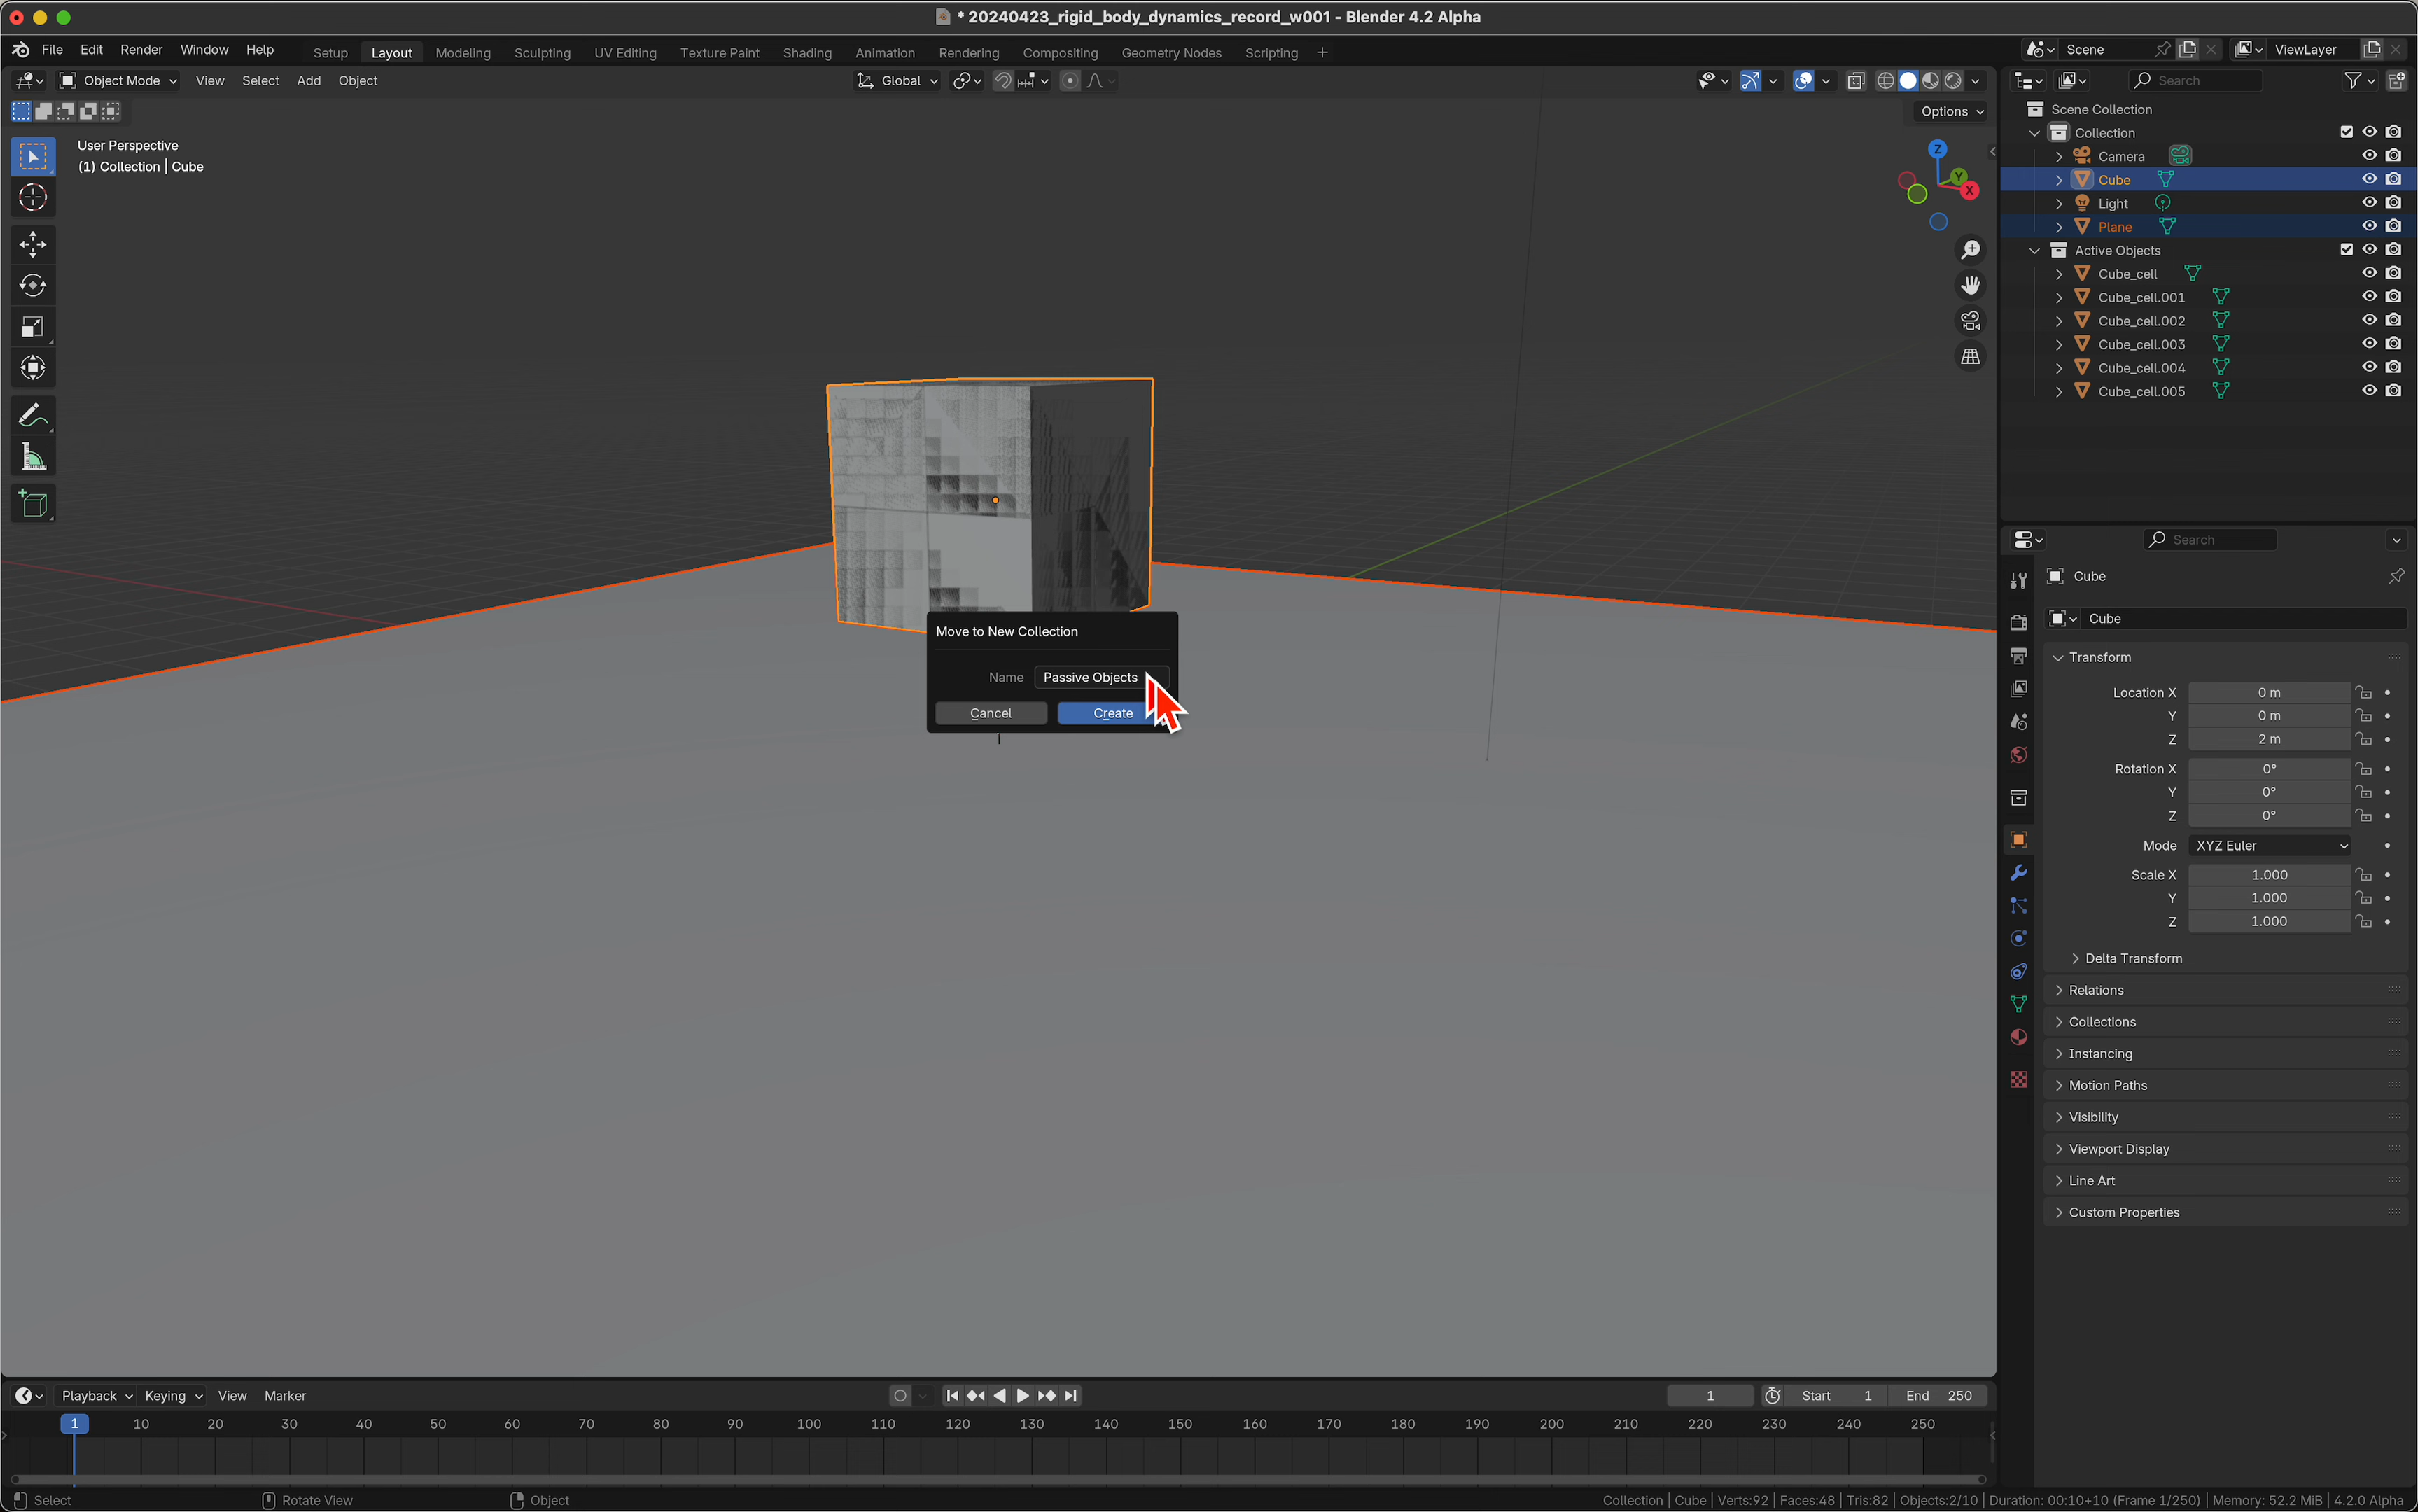 * 20240423_rigid_body_dynamics_record_w001 - Blender 4.2 Alpha
File Edit Render Window Help Setup Layout Modeling Sculpting UV Editing Texture Paint Shading Animation Rendering Compositing Geometry Nodes Scripting + Scene ViewLayer
Object Mode View Select Add Object Global Search
Options
User Perspective
(1) Collection | Cube
Z
Y
X
Scene Collection
Collection
Camera
Cube
Light
Plane
Active Objects
Cube_cell
Cube_cell.001
Cube_cell.002
Cube_cell.003
Cube_cell.004
Cube_cell.005
Move to New Collection
Name Passive Objects
Cancel Create
Search
Cube
Cube
Transform
Location X 0 m
Y 0 m
Z 2 m
Rotation X 0°
Y 0°
Z 0°
Mode XYZ Euler
Scale X 1.000
Y 1.000
Z 1.000
Delta Transform
Relations
Collections
Instancing
Motion Paths
Visibility
Viewport Display
Line Art
Custom Properties
Playback Keying View Marker 1 Start 1 End 250
1 10 20 30 40 50 60 70 80 90 100 110 120 130 140 150 160 170 180 190 200 210 220 230 240 250
Select Rotate View Object Collection | Cube | Verts:92 | Faces:48 | Tris:82 | Objects:2/10 | Duration: 00:10+10 (Frame 1/250) | Memory: 52.2 MiB | 4.2.0 Alpha